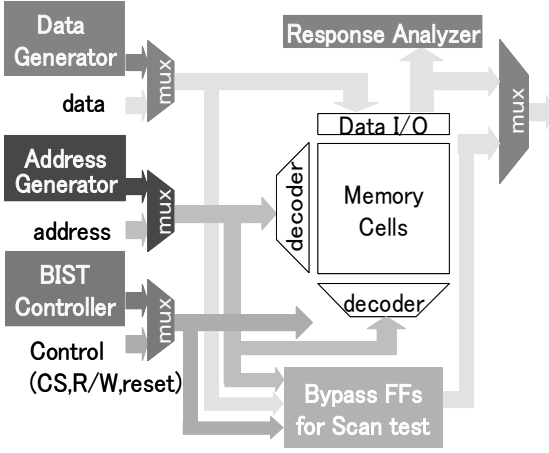 Data
Generator
mux
data
Response Analyzer
mux
Data I/O
Address
Generator
mux
address
decoder
Memory
Cells
BIST
Controller
mux
decoder
Control
(CS,R/W,reset)
Bypass FFs
for Scan test